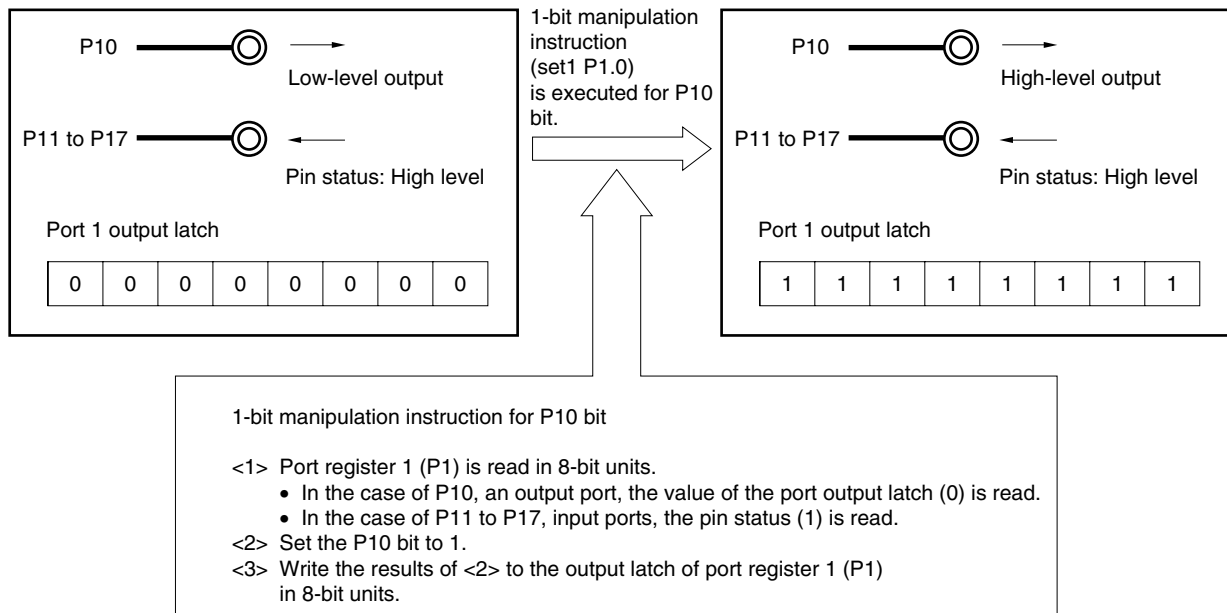 P10
Low-level output
P11 to P17
Pin status: High level
Port 1 output latch
0 0 0 0 0 0 0 0
1-bit manipulation
instruction
(set1 P1.0)
is executed for P10
bit.
P10
High-level output
P11 to P17
Pin status: High level
Port 1 output latch
1 1 1 1 1 1 1 1
1-bit manipulation instruction for P10 bit
<1> Port register 1 (P1) is read in 8-bit units.
• In the case of P10, an output port, the value of the port output latch (0) is read.
• In the case of P11 to P17, input ports, the pin status (1) is read.
<2> Set the P10 bit to 1.
<3> Write the results of <2> to the output latch of port register 1 (P1)
in 8-bit units.